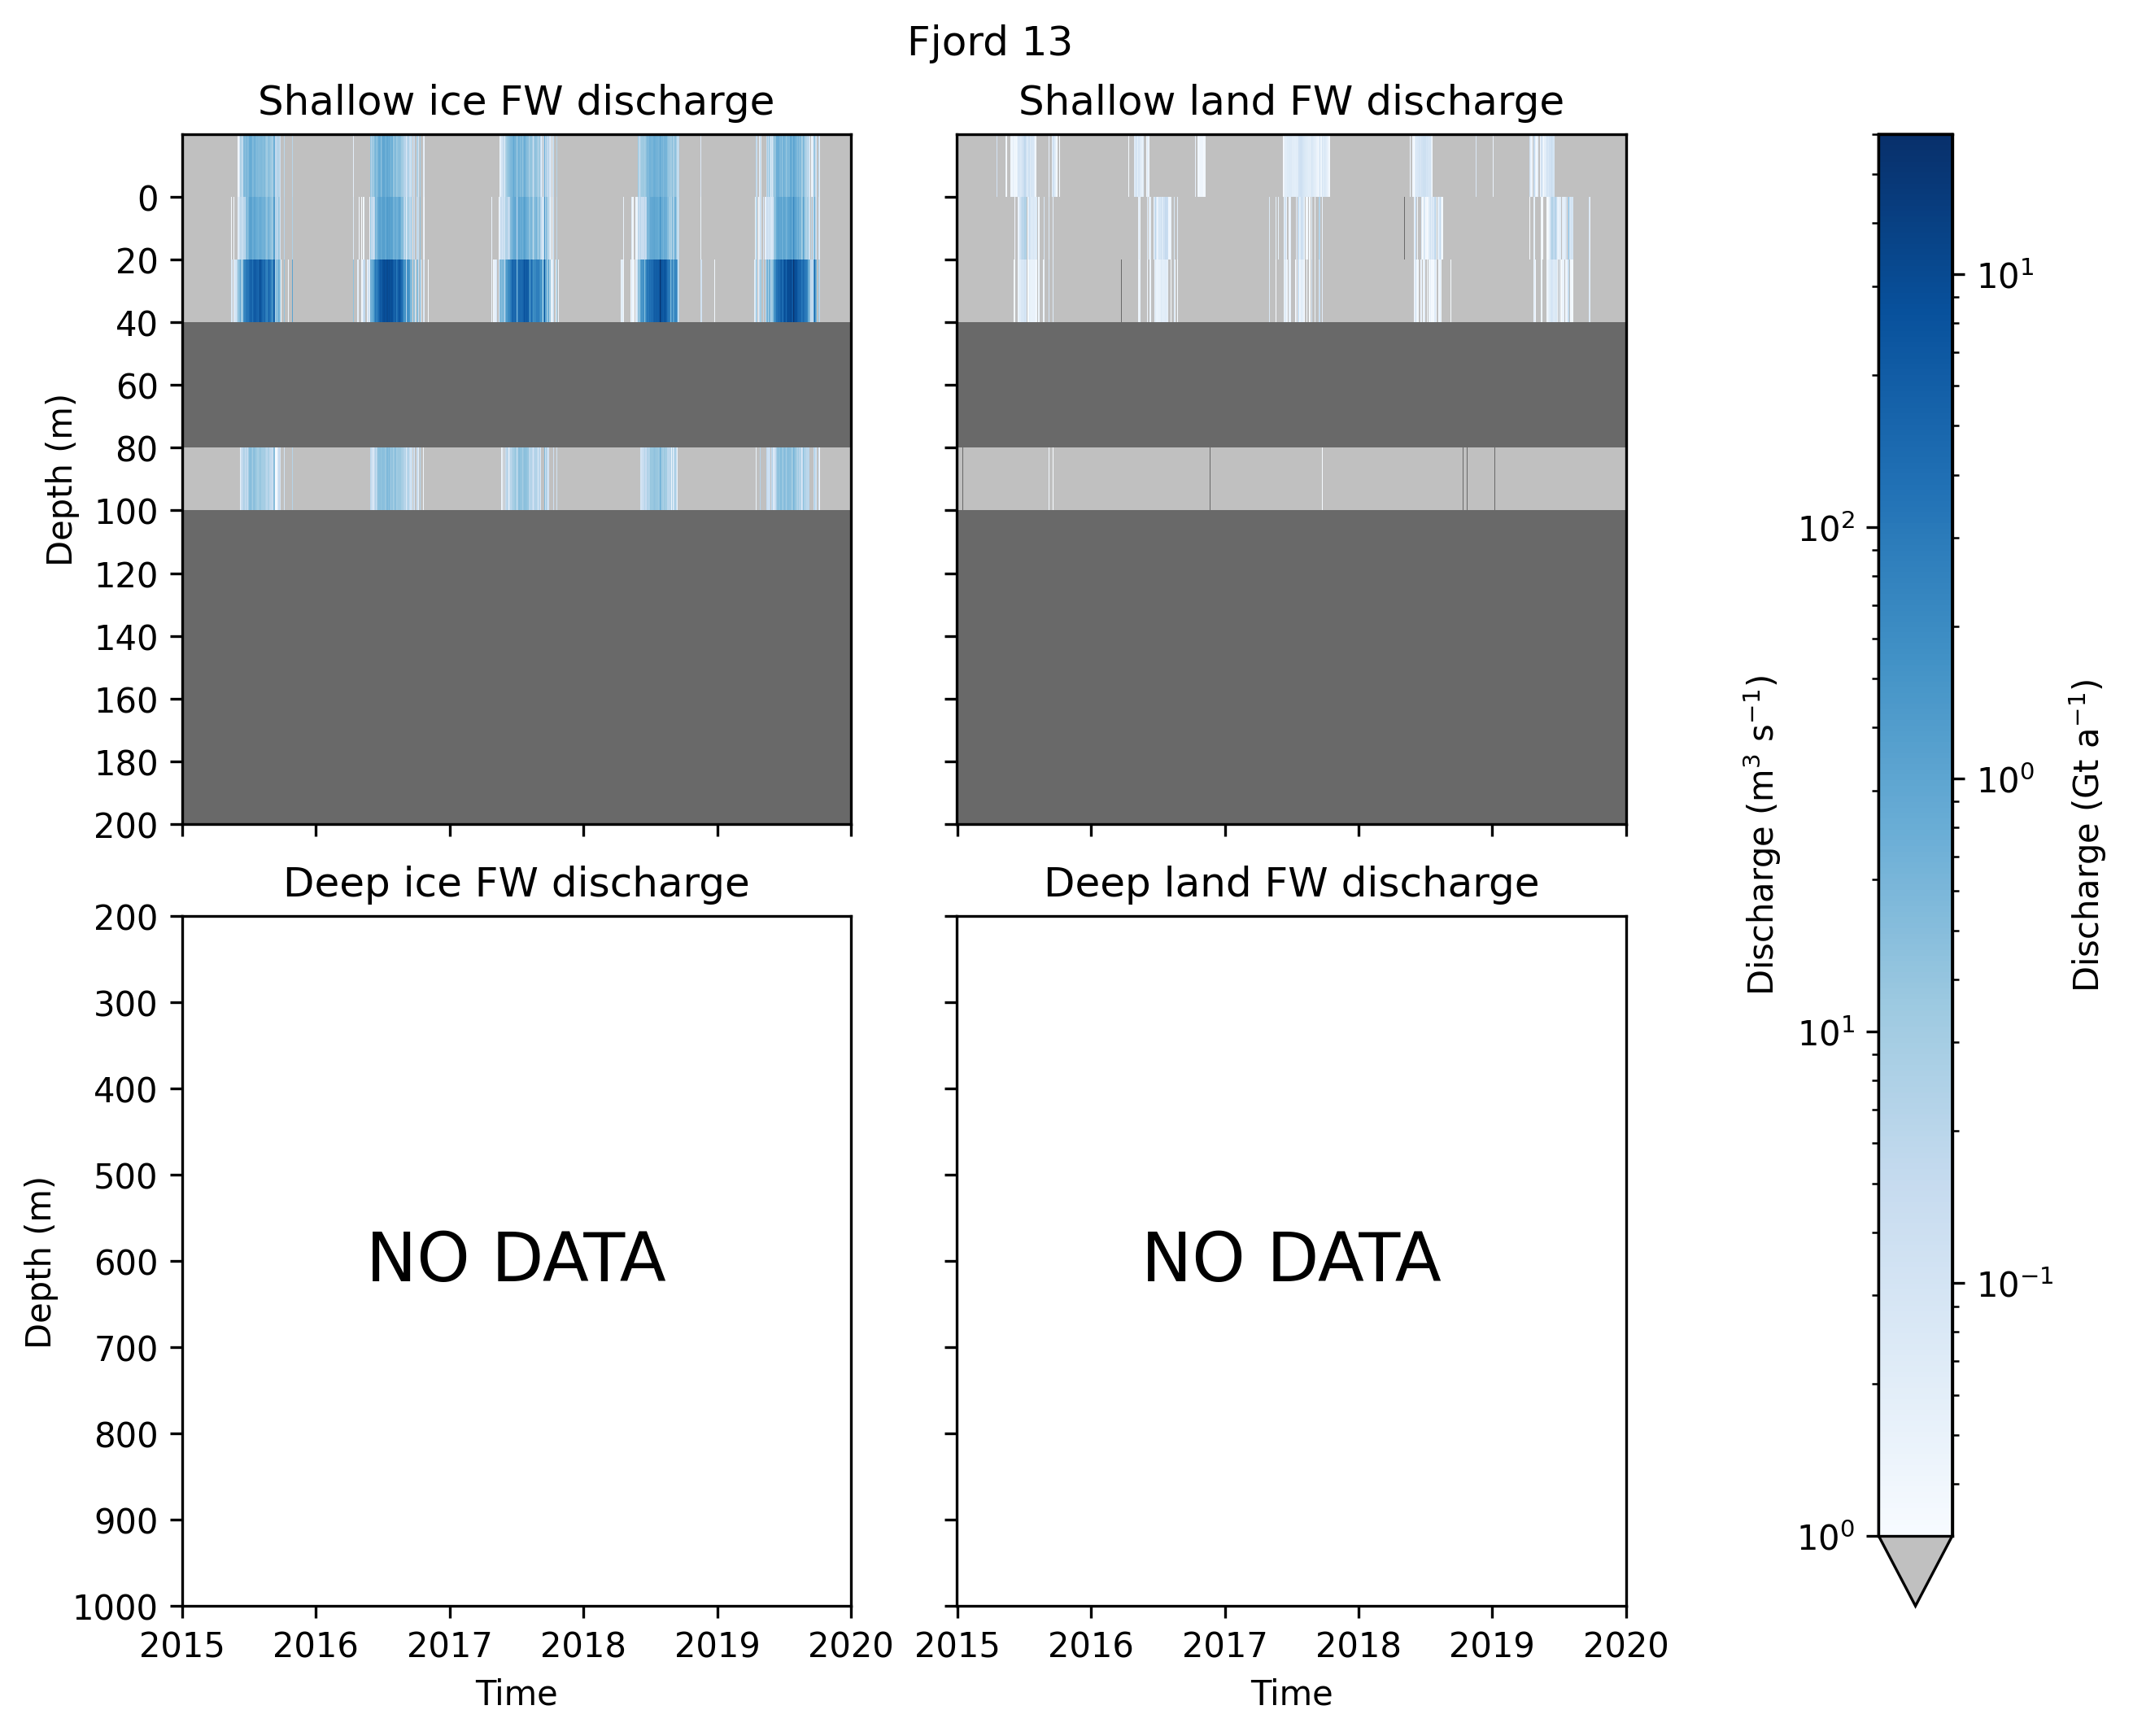 Fjord 13
Shallow ice FW discharge
Shallow land FW discharge
0
20
40
60
80
100
120
140
160
180
200
Depth (m)
Deep ice FW discharge
Deep land FW discharge
200
300
400
500
600
700
800
900
1000
Depth (m)
NO DATA
NO DATA
2015 2016 2017 2018 2019 2020
2015 2016 2017 2018 2019 2020
Time
Time
Discharge (m³ s⁻¹)
10²
10¹
10⁰
10¹
10⁰
10⁻¹
Discharge (Gt a⁻¹)